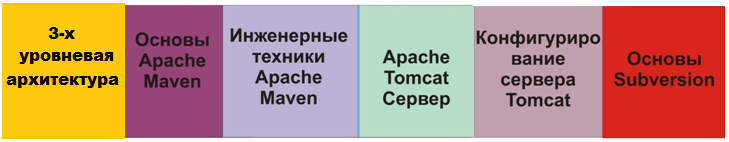 3-х
уровневая
архитектура
Основы
Apache
Maven
Инженерные
техники
Apache
Maven
Apache
Tomcat
Сервер
Конфигуриро
вание
сервера
Tomcat
Основы
Subversion